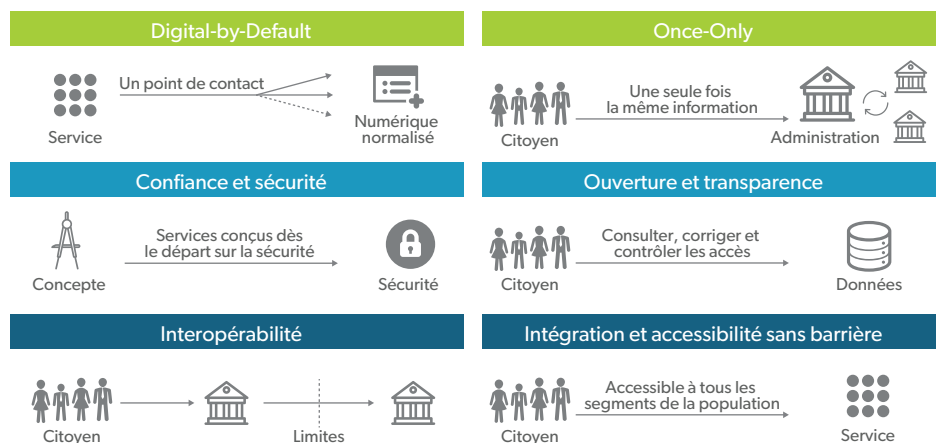 Digital-by-Default
Un point de contact
Service
Numérique
normalisé
Once-Only
Une seule fois
la même information
Citoyen
Administration
Confiance et sécurité
Services conçus dès
le départ sur la sécurité
Concepte
Sécurité
Ouverture et transparence
Consulter, corriger et
contrôler les accès
Citoyen
Données
Interopérabilité
Citoyen
Limites
Intégration et accessibilité sans barrière
Accessible à tous les
segments de la population
Citoyen
Service